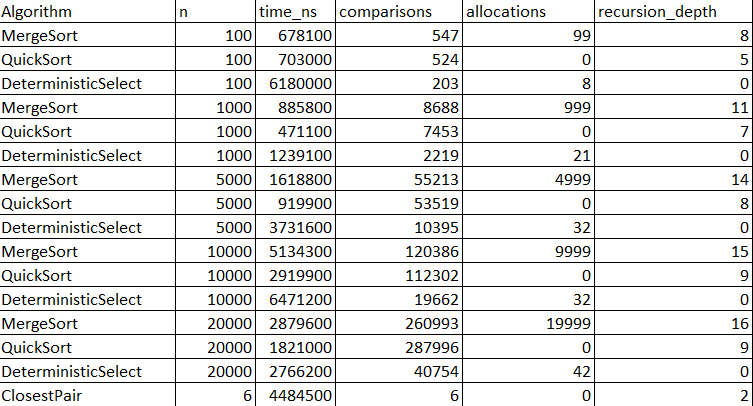 Algorithm n time_ns comparisons allocations recursion_depth
MergeSort 100 678100 547 99 8
QuickSort 100 703000 524 0 5
DeterministicSelect 100 6180000 203 8 0
MergeSort 1000 885800 8688 999 11
QuickSort 1000 471100 7453 0 7
DeterministicSelect 1000 1239100 2219 21 0
MergeSort 5000 1618800 55213 4999 14
QuickSort 5000 919900 53519 0 8
DeterministicSelect 5000 3731600 10395 32 0
MergeSort 10000 5134300 120386 9999 15
QuickSort 10000 2919900 112302 0 9
DeterministicSelect 10000 6471200 19662 32 0
MergeSort 20000 2879600 260993 19999 16
QuickSort 20000 1821000 287996 0 9
DeterministicSelect 20000 2766200 40754 42 0
ClosestPair 6 4484500 6 0 2